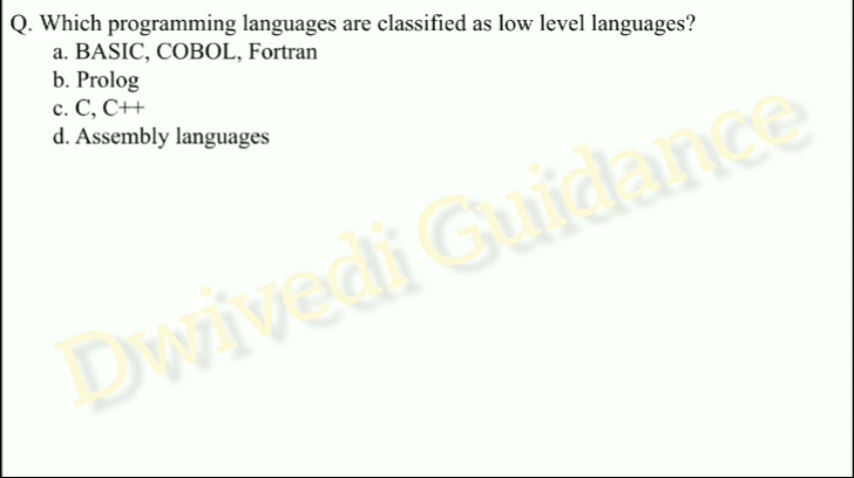 Q. Which programming languages are classified as low level languages?
a. BASIC, COBOL, Fortran
b. Prolog
c. C, C++
d. Assembly languages
Dwivedi Guidance